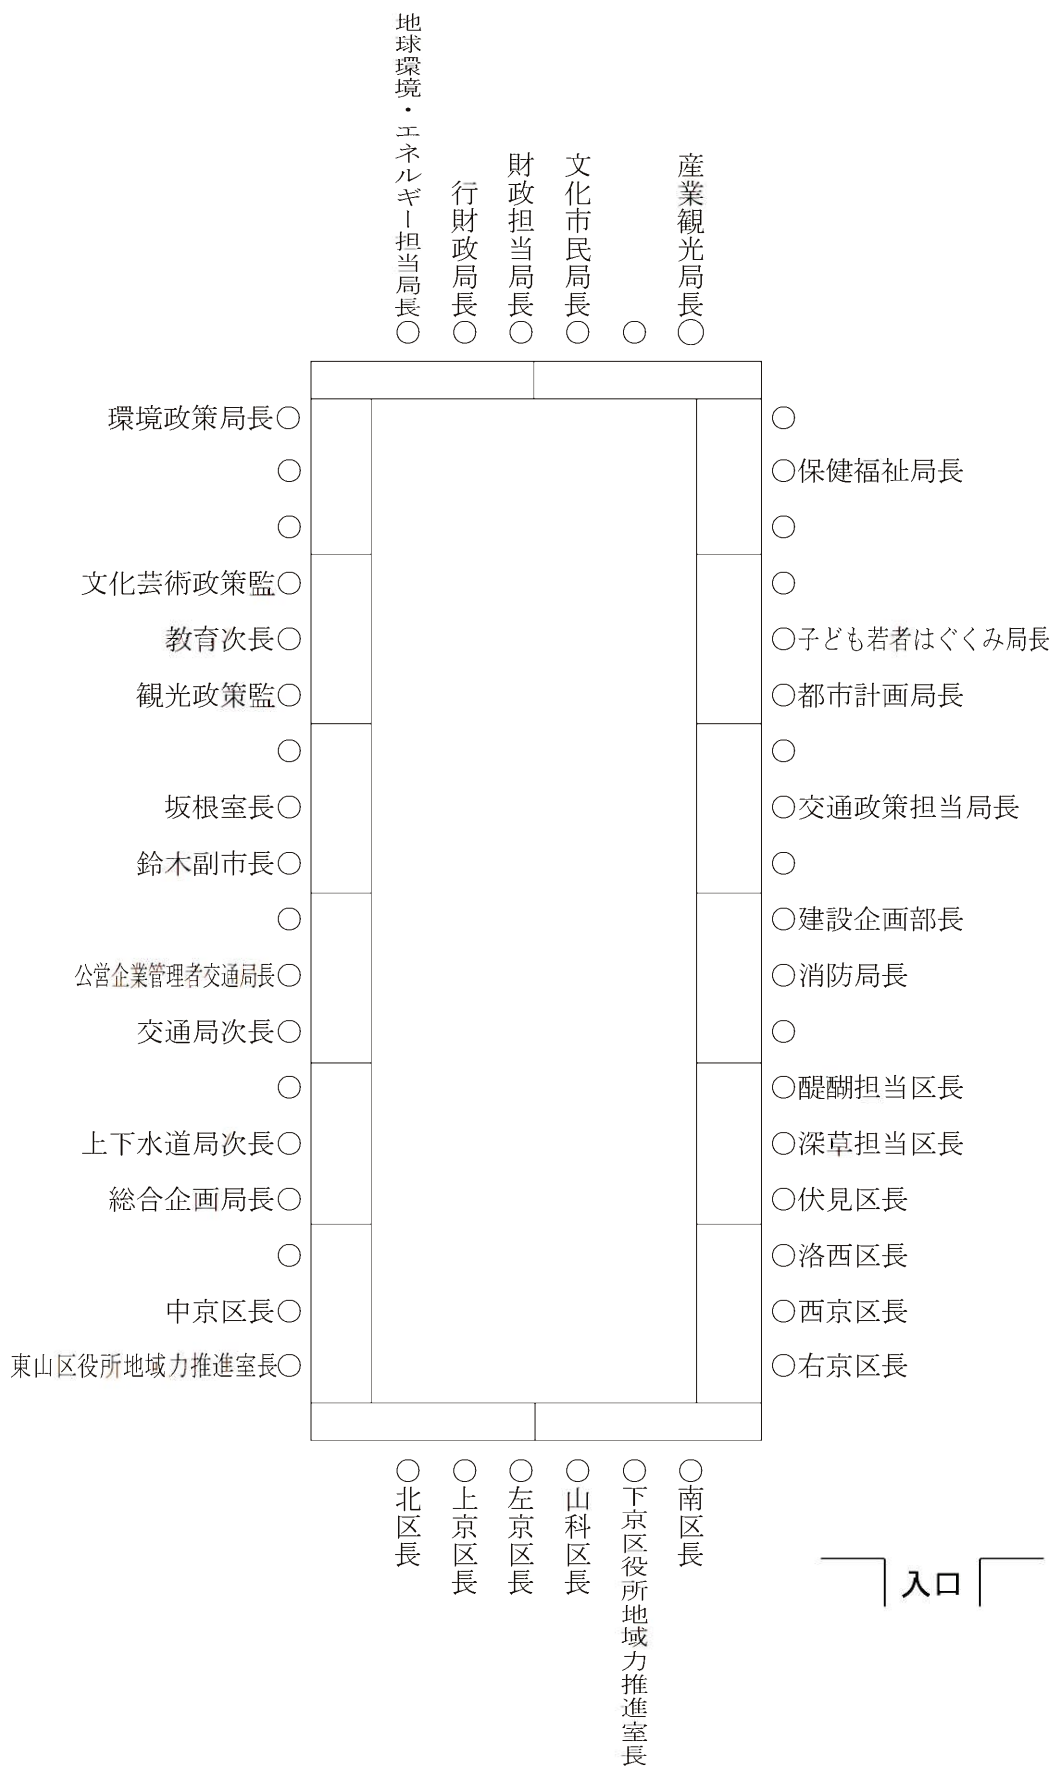 地球環境・エネルギー担当局長
行財政局長
財政担当局長
文化市民局長
産業観光局長
環境政策局長
文化芸術政策監
教育次長
観光政策監
坂根室長
鈴木副市長
公営企業管理者交通局長
交通局次長
上下水道局次長
総合企画局長
中京区長
東山区役所地域力推進室長
保健福祉局長
子ども若者はぐくみ局長
都市計画局長
交通政策担当局長
建設企画部長
消防局長
醍醐担当区長
深草担当区長
伏見区長
洛西区長
西京区長
右京区長
北区長
上京区長
左京区長
山科区長
下京区役所地域力推進室長
南区長
入口